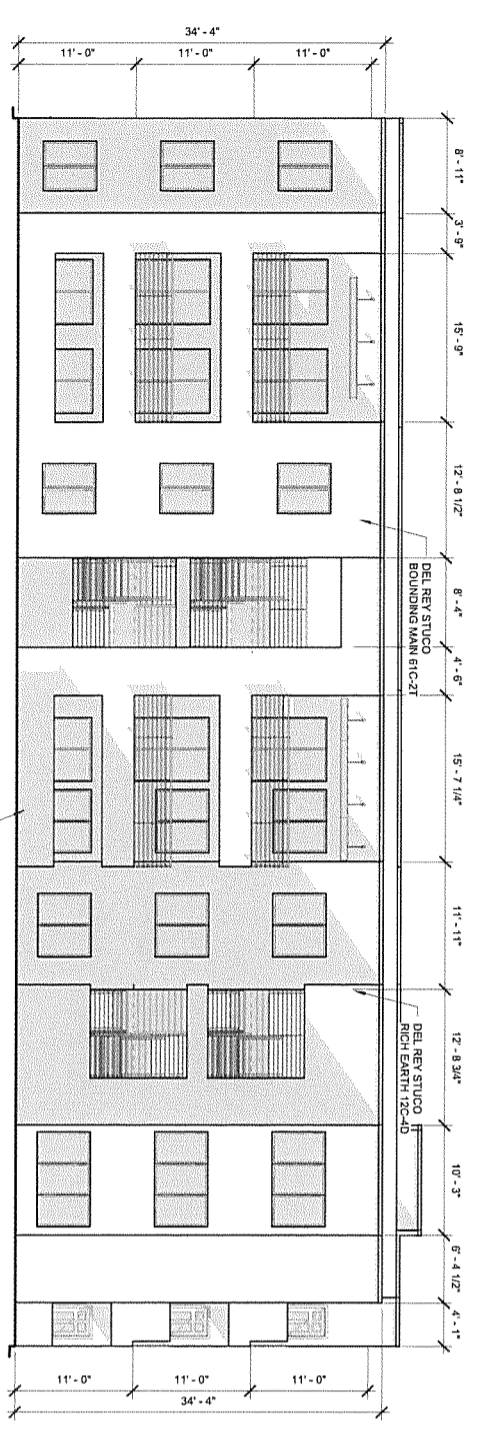 34' - 4"
11' - 0"
11' - 0"
11' - 0"
8' - 11"
3' - 9"
15' - 9"
12' - 8 1/2"
8' - 4"
4' - 6"
15' - 7 1/4"
11' - 11"
12' - 8 3/4"
10' - 3"
6' - 4 1/2"
4' - 1"
DEL REY STUCO
BOUNDING MAIN 61C-2T
DEL REY STUCO
RICH EARTH 12C-4D
11' - 0"
11' - 0"
11' - 0"
34' - 4"